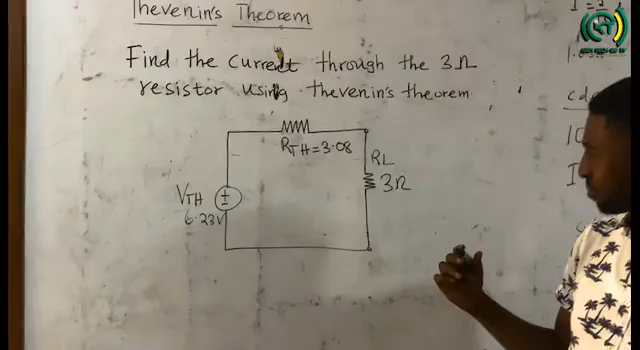 Thevenin's Theorem
Find the current through the 3Ω
resistor using thevenin's theorem
RTH = 3.08
RL
3Ω
VTH
6.23V